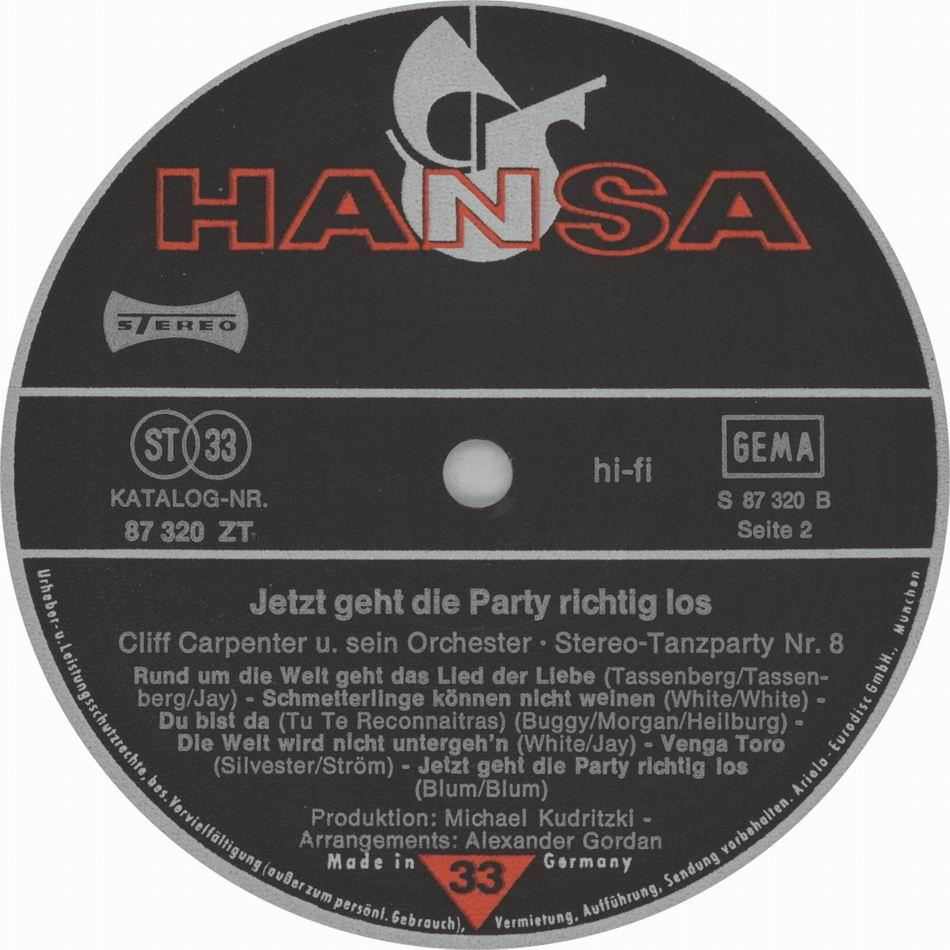 HANSA
STEREO
ST 33
KATALOG-NR.
87 320 ZT
hi-fi
GEMA
S 87 320 B
Seite 2
Jetzt geht die Party richtig los
Cliff Carpenter u. sein Orchester · Stereo-Tanzparty Nr. 8
Rund um die Welt geht das Lied der Liebe (Tassenberg/Tassen-
berg/Jay) - Schmetterlinge können nicht weinen (White/White) -
Du bist da (Tu Te Reconnaitras) (Buggy/Morgan/Heilburg) -
Die Welt wird nicht untergeh'n (White/Jay) - Venga Toro
(Silvester/Ström) - Jetzt geht die Party richtig los
(Blum/Blum)
Produktion: Michael Kudritzki -
Arrangements: Alexander Gordan
Made in 33 Germany
Urheber-u. Leistungsschutzrechte, bes. Vervielfältigung (außer zum persönl. Gebrauch), Vermietung, Aufführung, Sendung vorbehalten. Ariola-Eurodisc GmbH., München